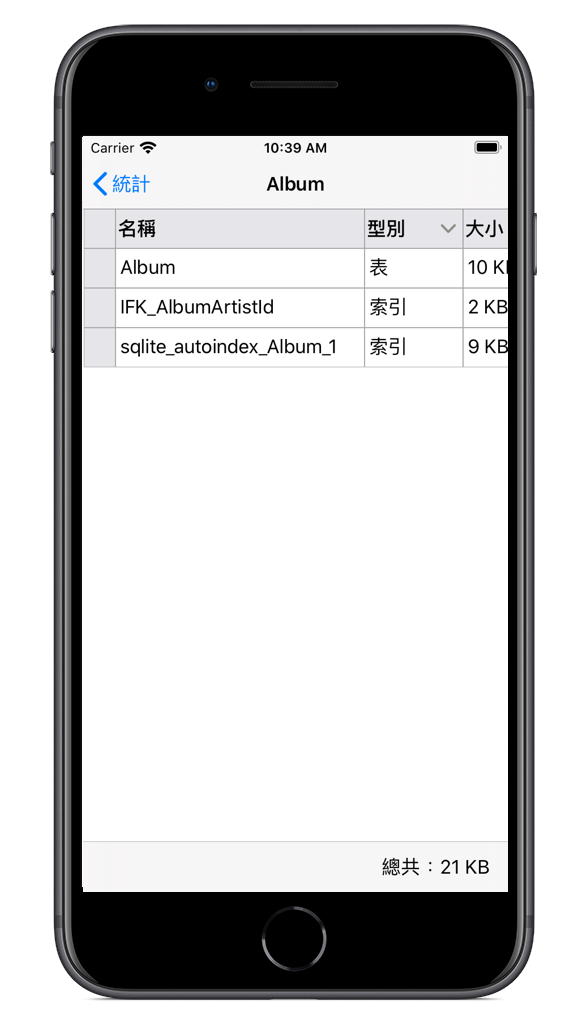 Carrier 10:39 AM
統計 Album
名稱 型別 大小
Album 表 10 K
IFK_AlbumArtistId 索引 2 KB
sqlite_autoindex_Album_1 索引 9 KB
總共：21 KB